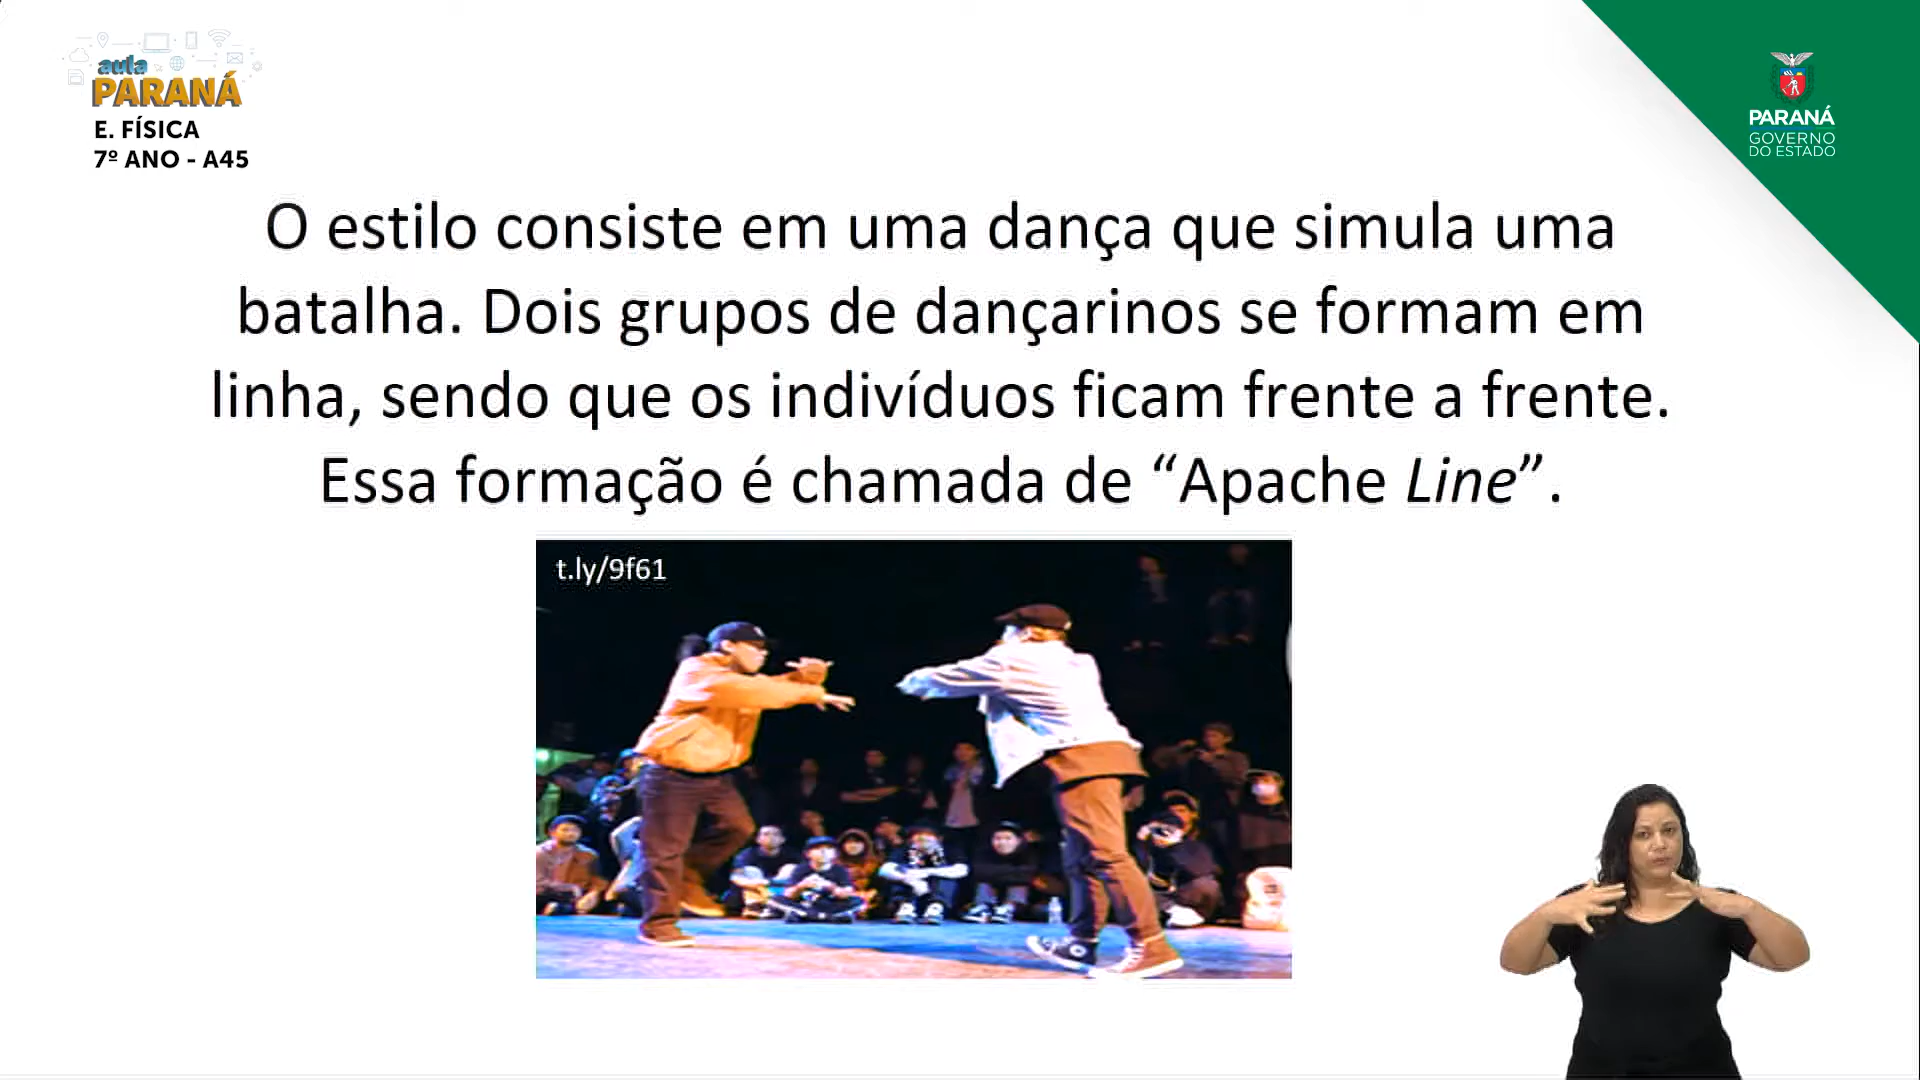 aula
PARANÁ
E. FÍSICA
7º ANO - A45
PARANÁ
GOVERNO
DO ESTADO
O estilo consiste em uma dança que simula uma
batalha. Dois grupos de dançarinos se formam em
linha, sendo que os indivíduos ficam frente a frente.
Essa formação é chamada de “Apache Line”.
t.ly/9f61